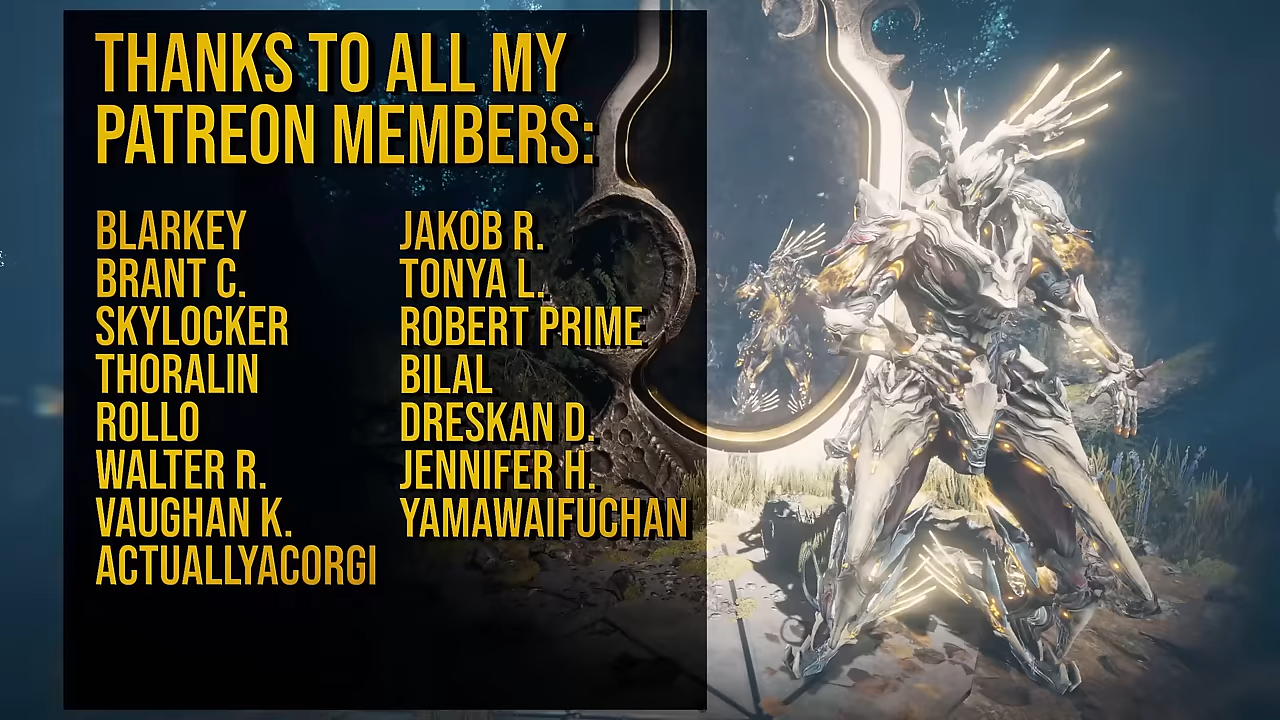 THANKS TO ALL MY
PATREON MEMBERS:
BLARKEY
BRANT C.
SKYLOCKER
THORALIN
ROLLO
WALTER R.
VAUGHAN K.
ACTUALLYACORGI
JAKOB R.
TONYA L.
ROBERT PRIME
BILAL
DRESKAN D.
JENNIFER H.
YAMAWAIFUCHAN